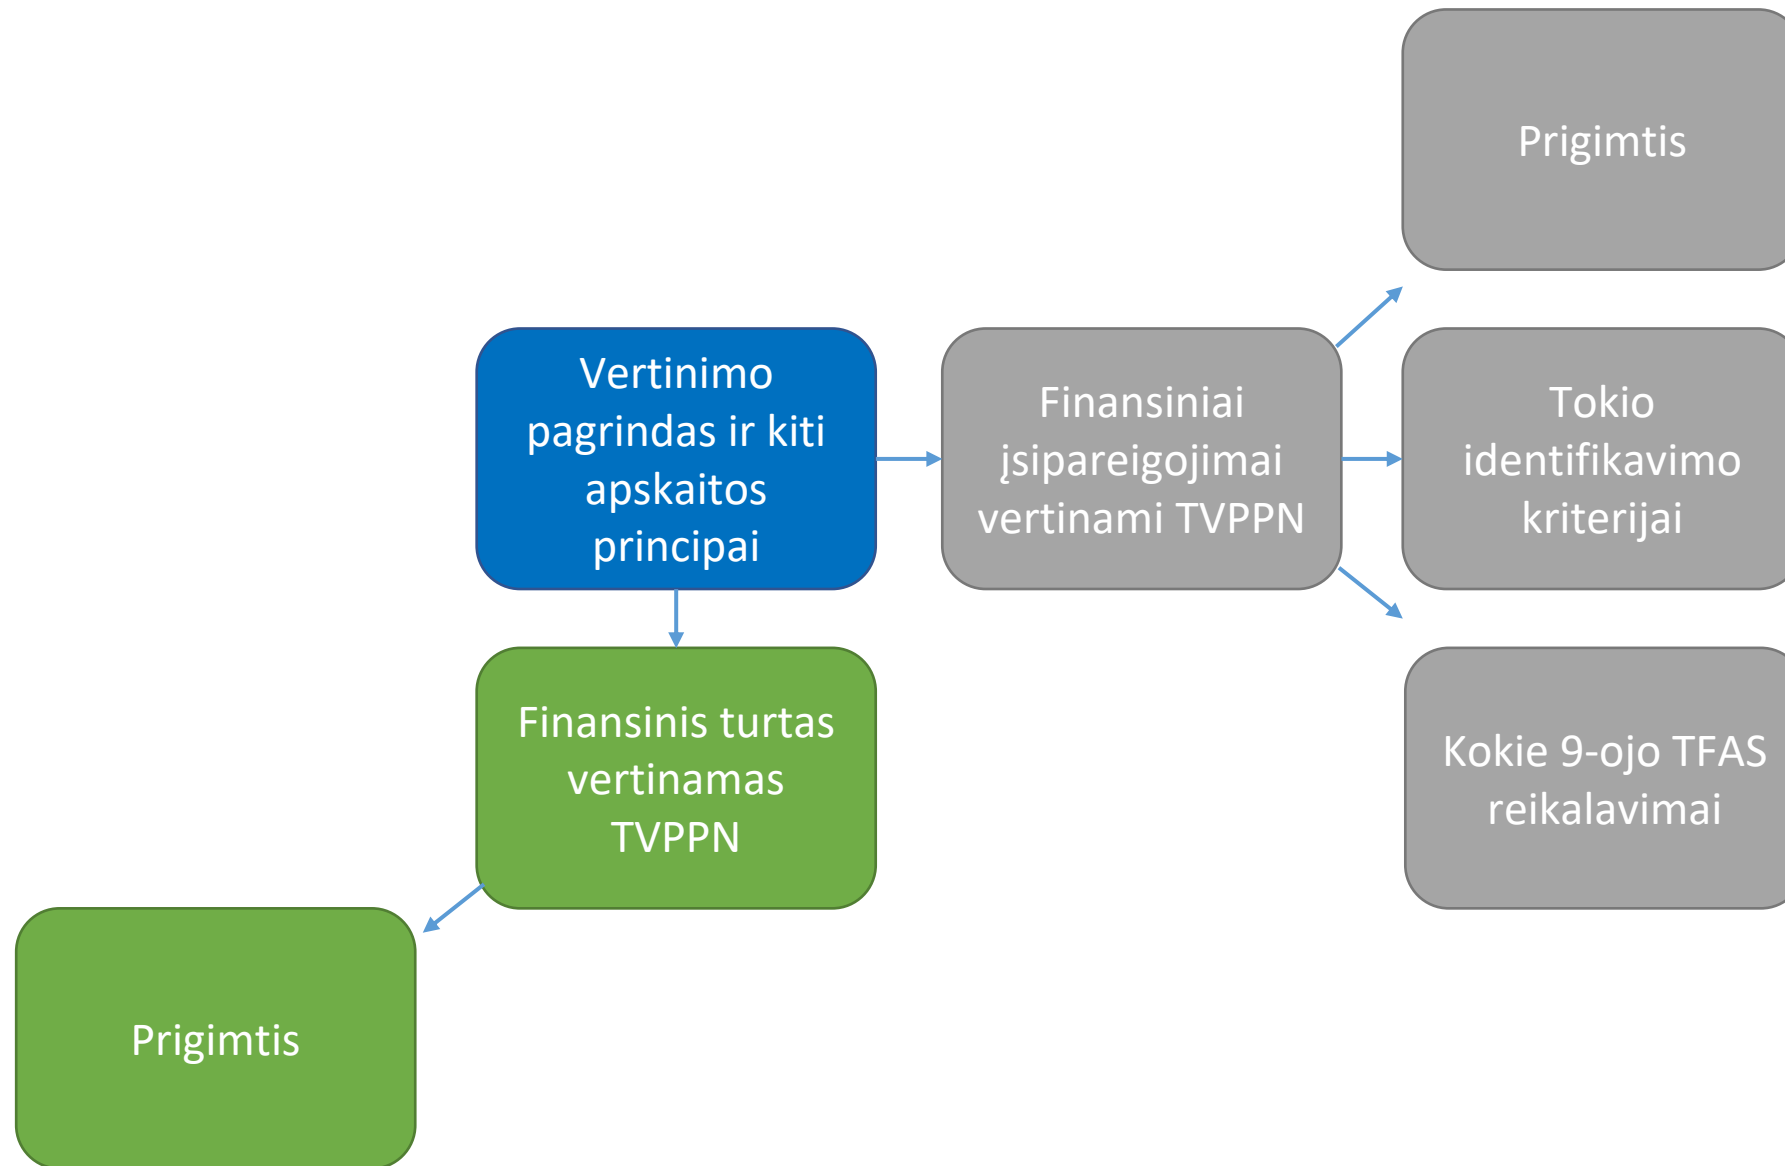 Prigimtis
Vertinimo
pagrindas ir kiti
apskaitos
principai
Finansiniai
įsipareigojimai
vertinami TVPPN
Tokio
identifikavimo
kriterijai
Finansinis turtas
vertinamas
TVPPN
Kokie 9-ojo TFAS
reikalavimai
Prigimtis